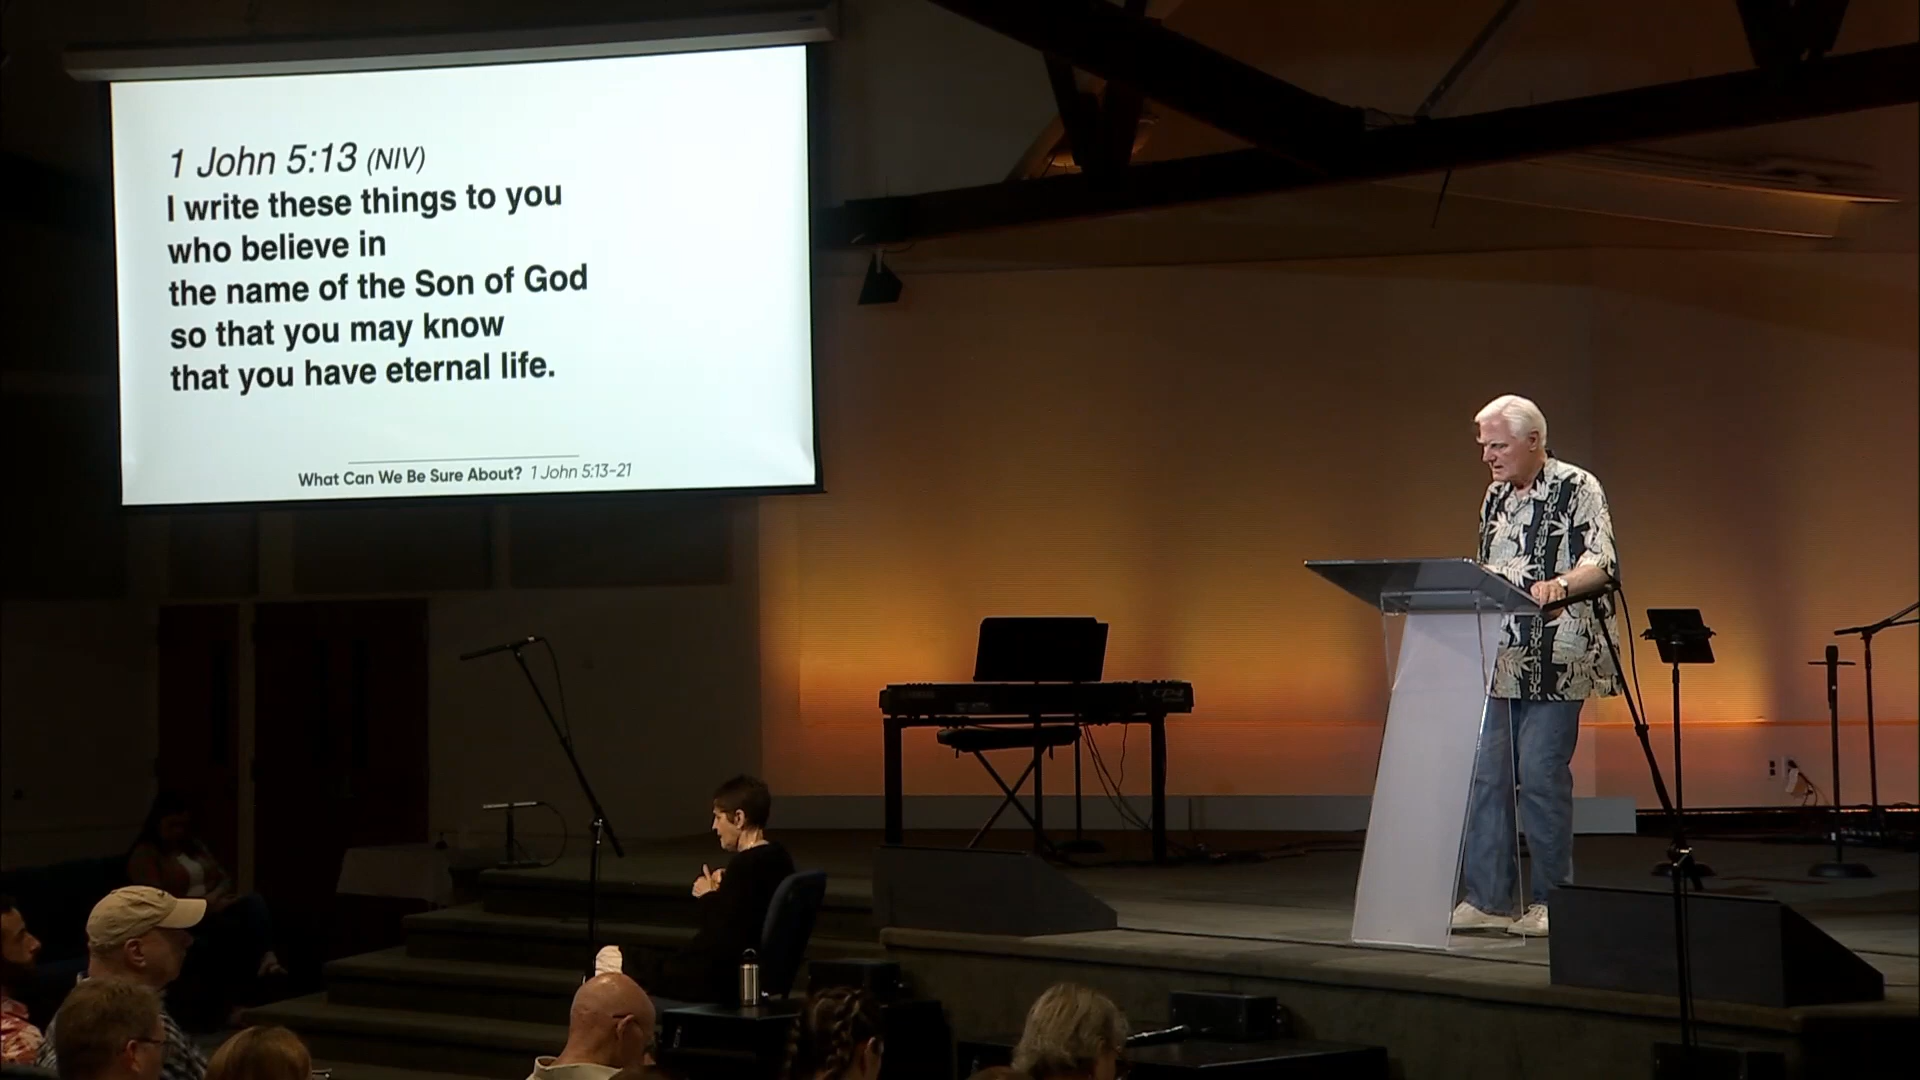 1 John 5:13 (NIV)
I write these things to you
who believe in
the name of the Son of God
so that you may know
that you have eternal life.
What Can We Be Sure About? 1 John 5:13-21